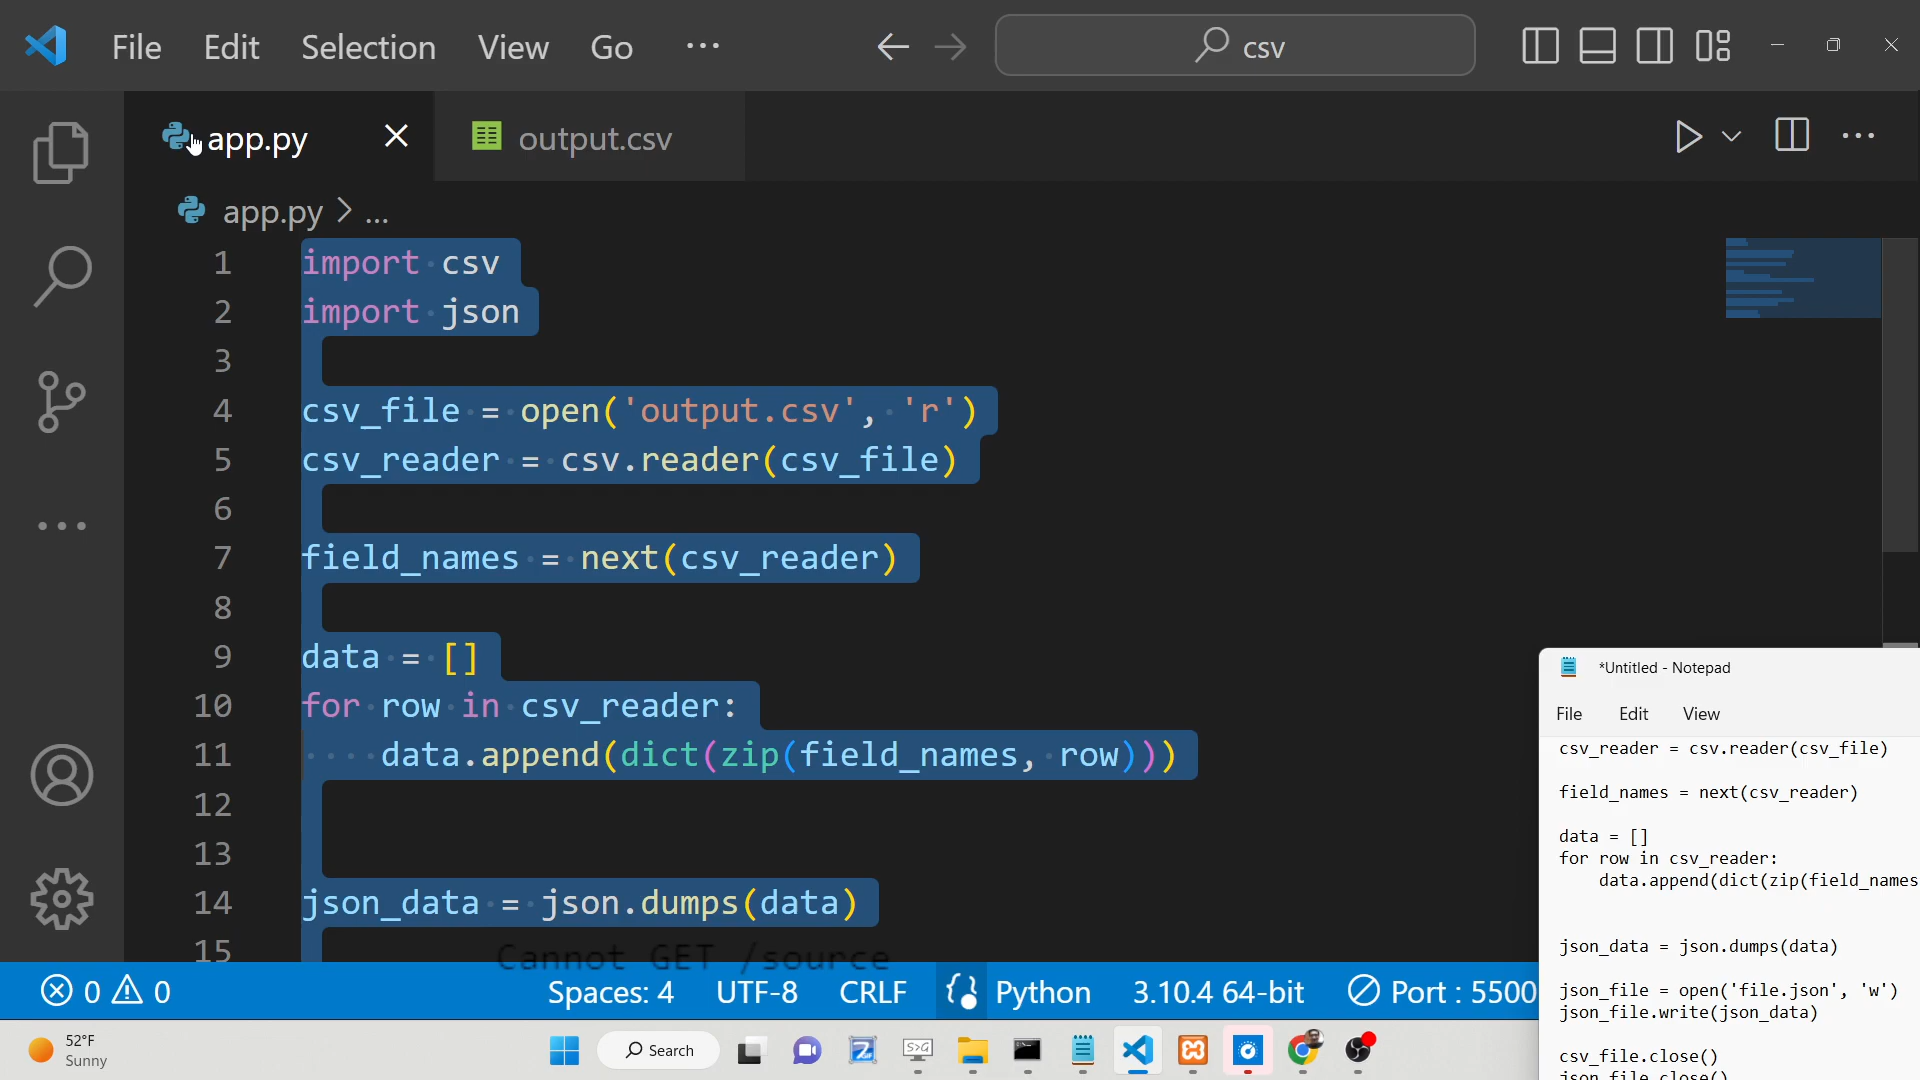 File Edit Selection View Go ...
csv
app.py
output.csv
app.py > ...
1 import csv
2 import json
3
4 csv_file = open('output.csv', 'r')
5 csv_reader = csv.reader(csv_file)
6
7 field_names = next(csv_reader)
8
9 data = []
10 for row in csv_reader:
11 data.append(dict(zip(field_names, row)))
12
13
14 json_data = json.dumps(data)
15
Cannot GET /source
0 0 Spaces: 4 UTF-8 CRLF Python 3.10.4 64-bit Port : 5500
*Untitled - Notepad
File Edit View
csv_reader = csv.reader(csv_file)
field_names = next(csv_reader)
data = []
for row in csv_reader:
data.append(dict(zip(field_names
json_data = json.dumps(data)
json_file = open('file.json', 'w')
json_file.write(json_data)
csv_file.close()
json_file.close()
52°F
Sunny
Search